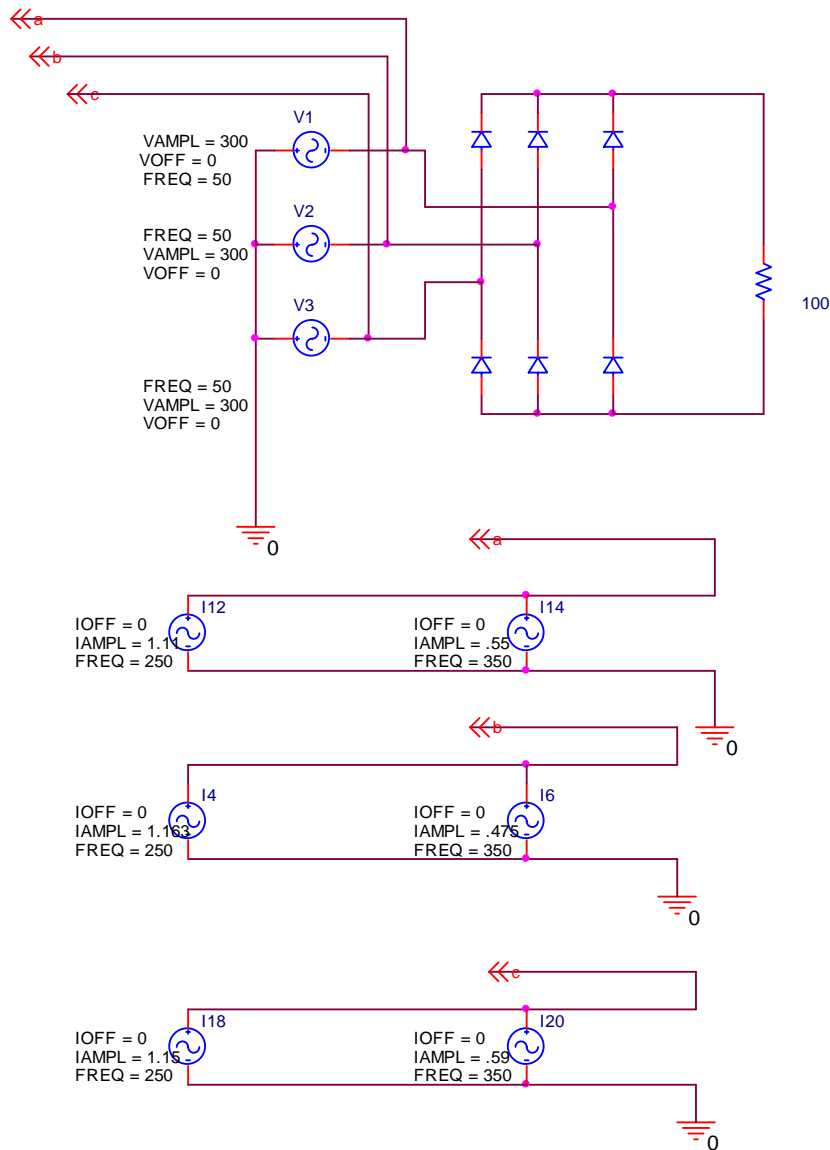 a
b
c
V1
VAMPL = 300
VOFF = 0
FREQ = 50
V2
FREQ = 50
VAMPL = 300
VOFF = 0
V3
100
FREQ = 50
VAMPL = 300
VOFF = 0
0
a
I12
IOFF = 0
IAMPL = 1.11
FREQ = 250
I14
IOFF = 0
IAMPL = .55
FREQ = 350
0
b
I4
IOFF = 0
IAMPL = 1.163
FREQ = 250
I6
IOFF = 0
IAMPL = .475
FREQ = 350
0
c
I18
IOFF = 0
IAMPL = 1.15
FREQ = 250
I20
IOFF = 0
IAMPL = .59
FREQ = 350
0